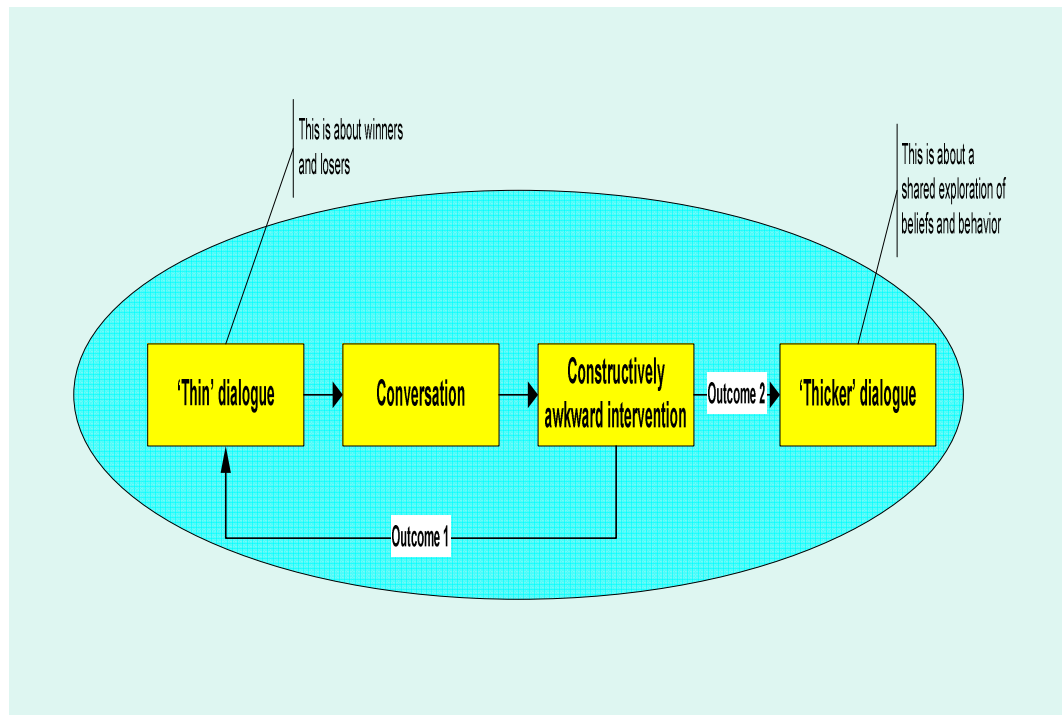 This is about winners
and losers
This is about a
shared exploration of
beliefs and behavior
‘Thin’ dialogue
Conversation
Constructively
awkward intervention
Outcome 2
‘Thicker’ dialogue
Outcome 1